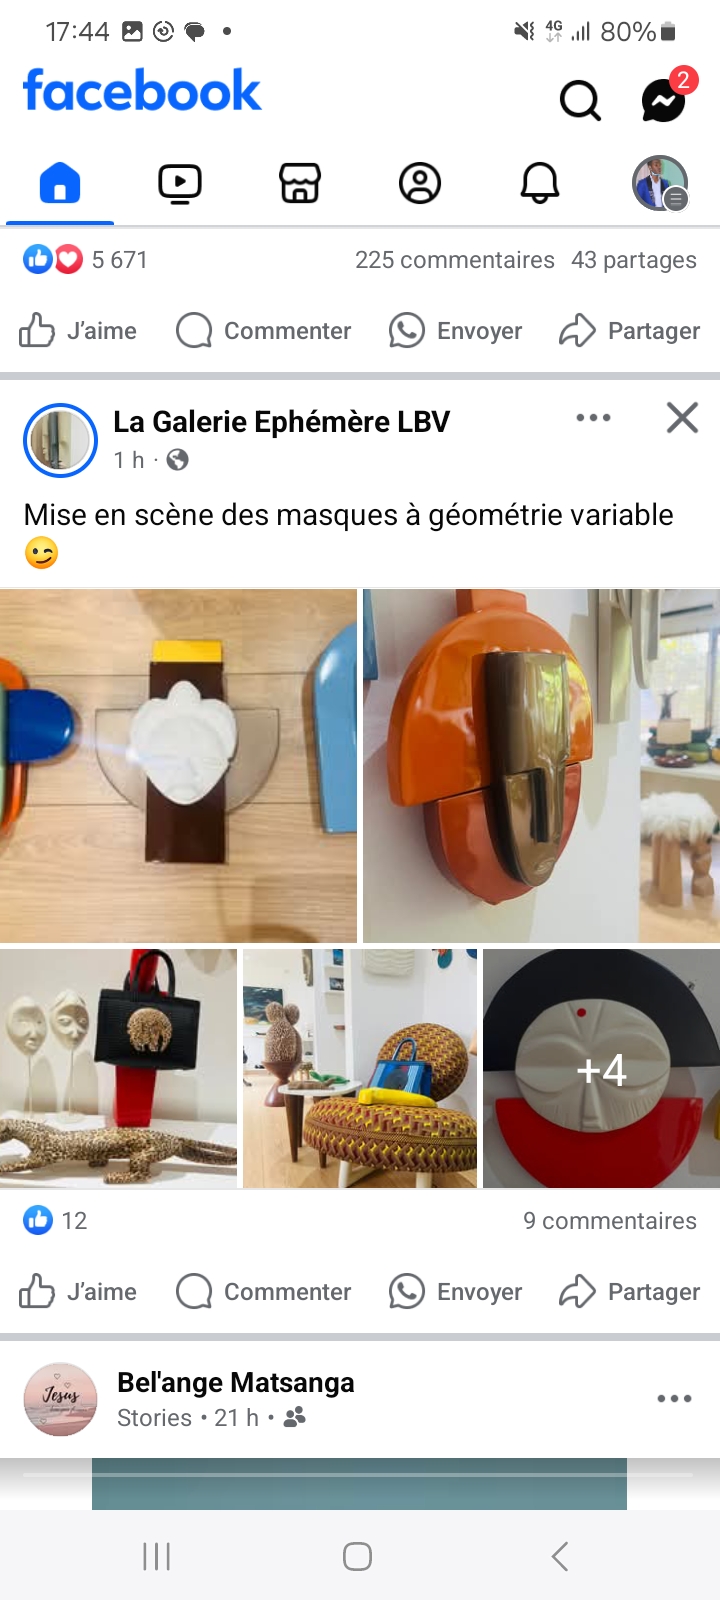 17:44 4G 80%
facebook
2
5 671 225 commentaires 43 partages
J'aime Commenter Envoyer Partager
La Galerie Ephémère LBV
1 h ·
Mise en scène des masques à géométrie variable
😉
+4
12 9 commentaires
J'aime Commenter Envoyer Partager
Jesus
Bel'ange Matsanga
Stories • 21 h •